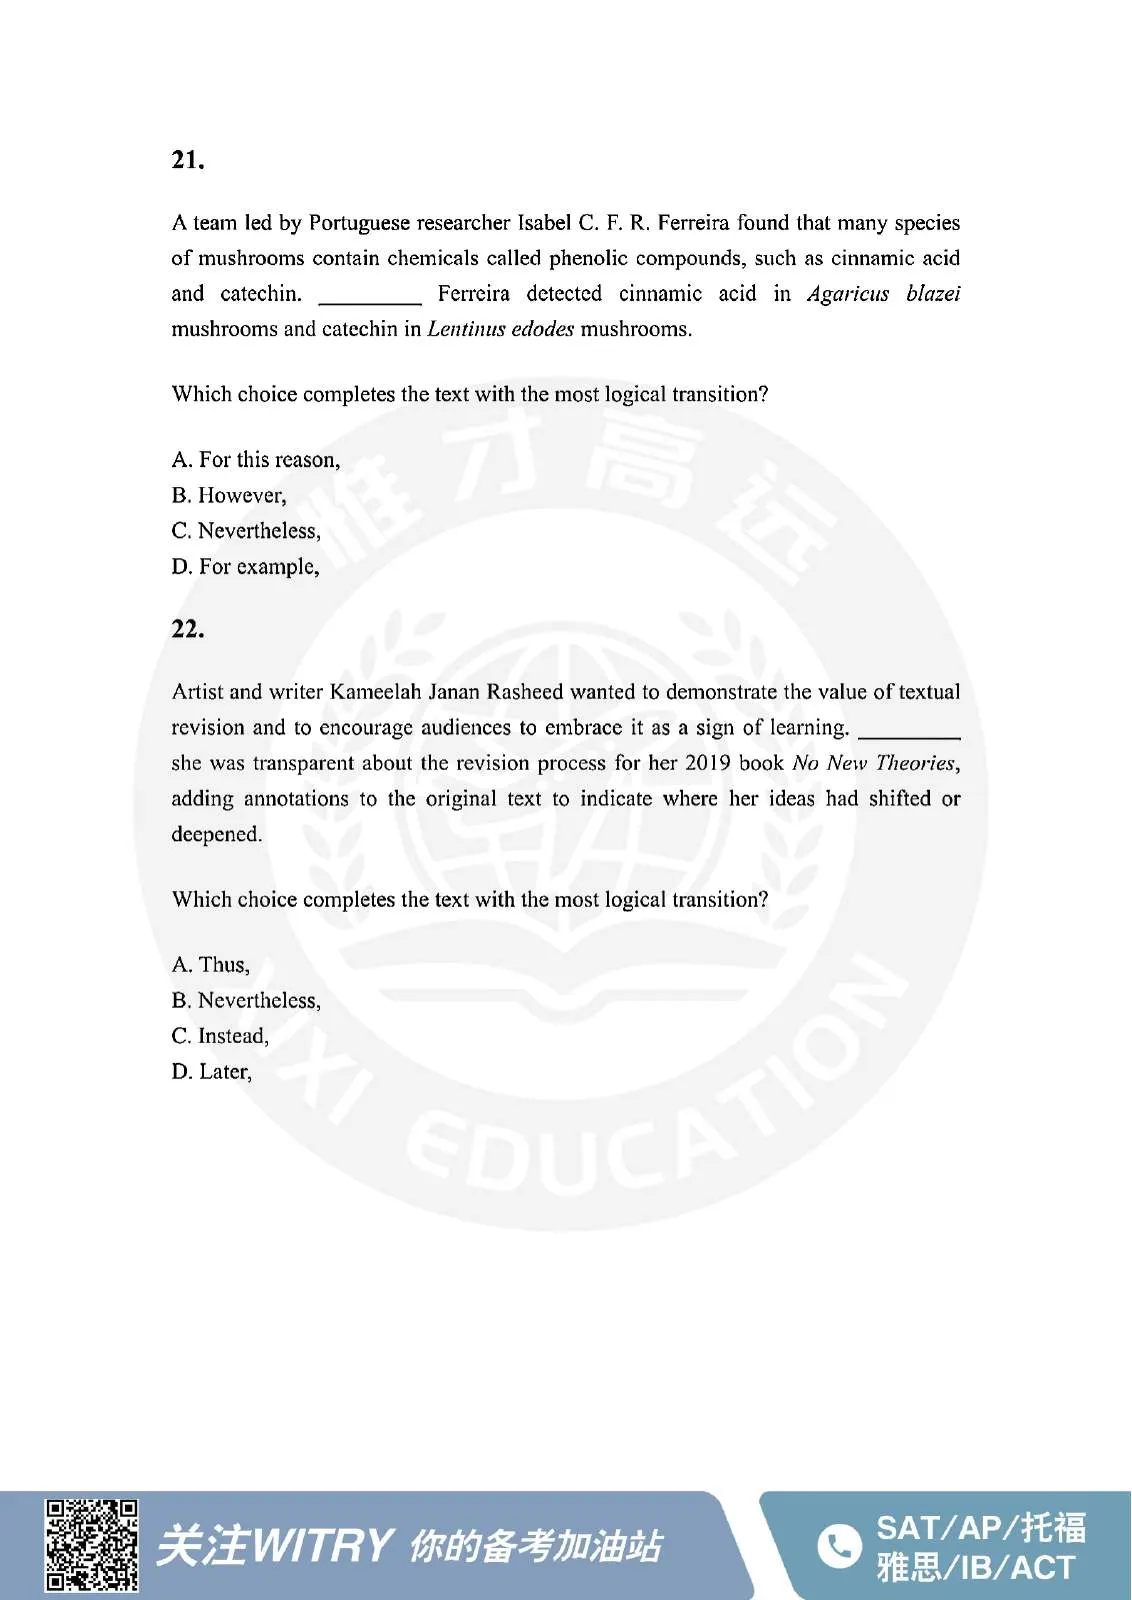 21.
A team led by Portuguese researcher Isabel C. F. R. Ferreira found that many species
of mushrooms contain chemicals called phenolic compounds, such as cinnamic acid
and catechin. _________ Ferreira detected cinnamic acid in Agaricus blazei
mushrooms and catechin in Lentinus edodes mushrooms.
Which choice completes the text with the most logical transition?
A. For this reason,
B. However,
C. Nevertheless,
D. For example,
22.
Artist and writer Kameelah Janan Rasheed wanted to demonstrate the value of textual
revision and to encourage audiences to embrace it as a sign of learning. _________
she was transparent about the revision process for her 2019 book No New Theories,
adding annotations to the original text to indicate where her ideas had shifted or
deepened.
Which choice completes the text with the most logical transition?
A. Thus,
B. Nevertheless,
C. Instead,
D. Later,
惟才高远
XIXI EDUCATION
关注WITRY 你的备考加油站
SAT/AP/托福
雅思/IB/ACT